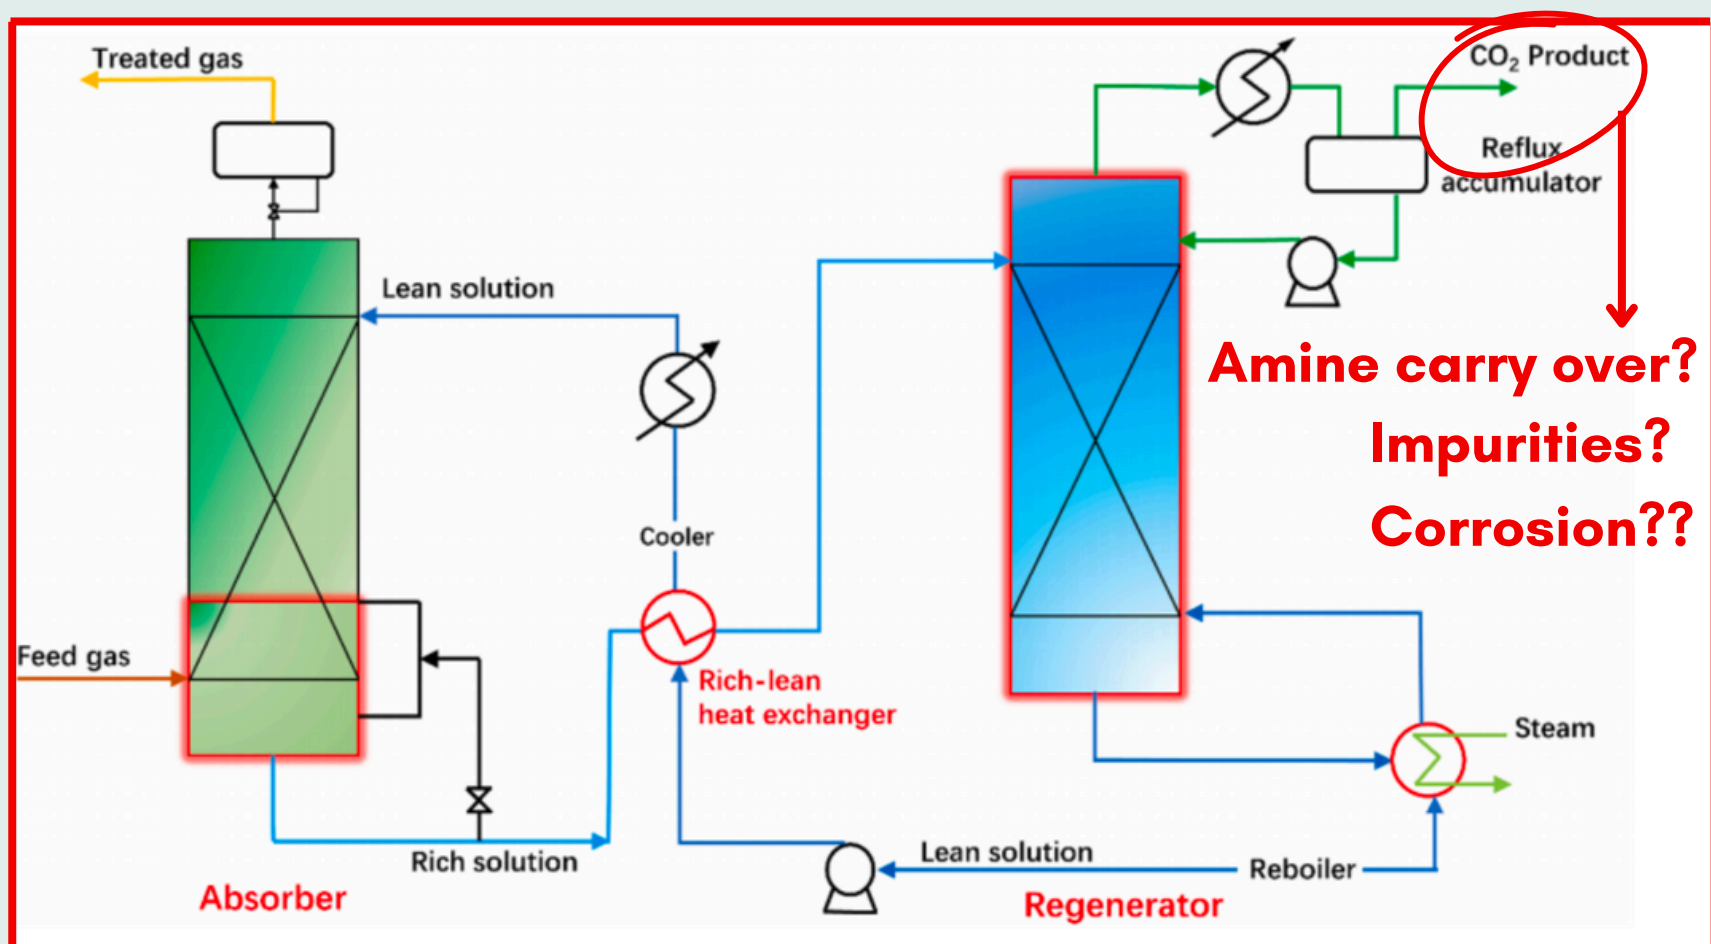 Treated gas
CO₂ Product
Reflux
accumulator
Lean solution
Amine carry over?
Impurities?
Corrosion??
Cooler
Feed gas
Rich-lean
heat exchanger
Steam
Rich solution
Lean solution
Reboiler
Absorber
Regenerator